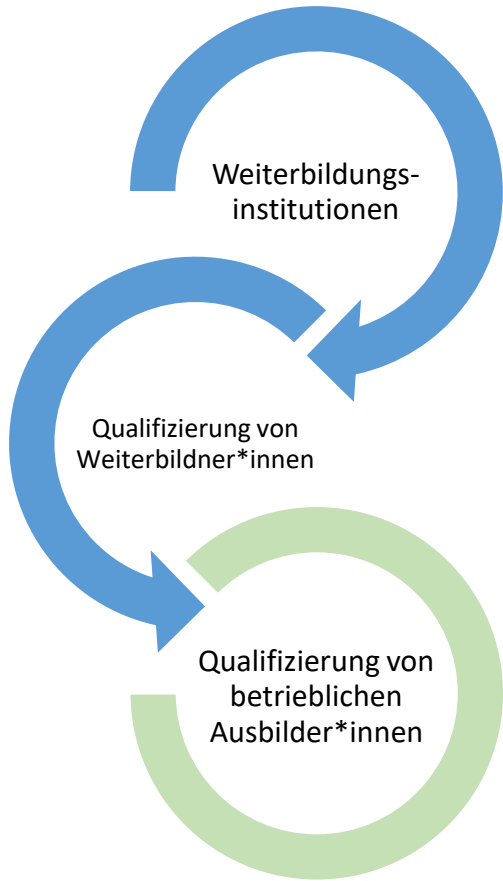 Weiterbildungs-
institutionen
Qualifizierung von
Weiterbildner*innen
Qualifizierung von
betrieblichen
Ausbilder*innen